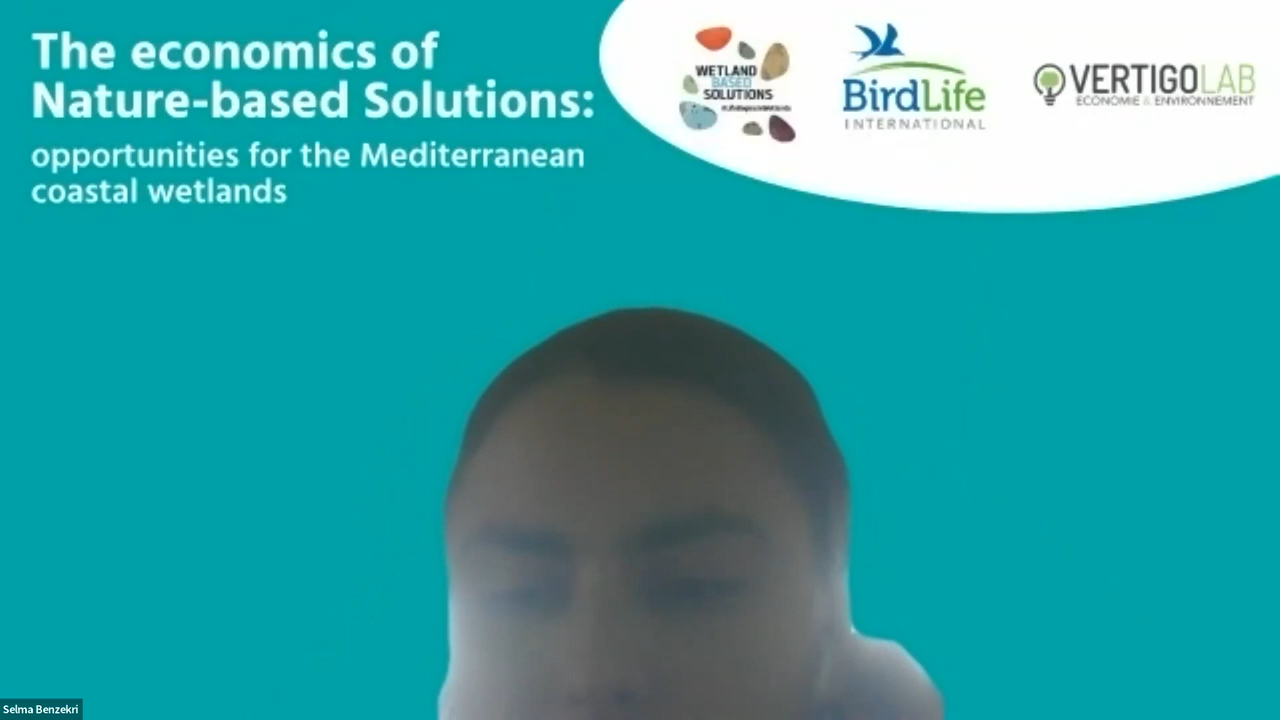 The economics of
Nature-based Solutions:
opportunities for the Mediterranean
coastal wetlands
WETLAND
BASED
SOLUTIONS
BirdLife
INTERNATIONAL
VERTIGOLAB
ECONOMIE & ENVIRONNEMENT
Selma Benzekri